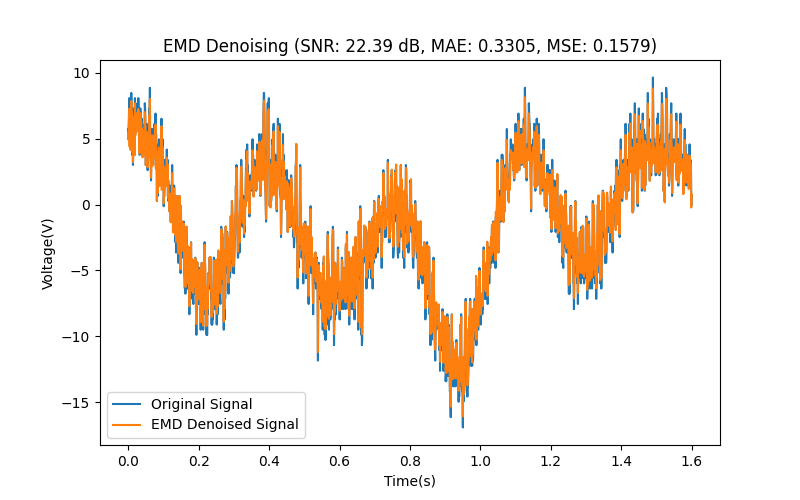 EMD Denoising (SNR: 22.39 dB, MAE: 0.3305, MSE: 0.1579)
10
5
0
−5
−10
−15
Voltage(V)
Original Signal
EMD Denoised Signal
0.0 0.2 0.4 0.6 0.8 1.0 1.2 1.4 1.6
Time(s)